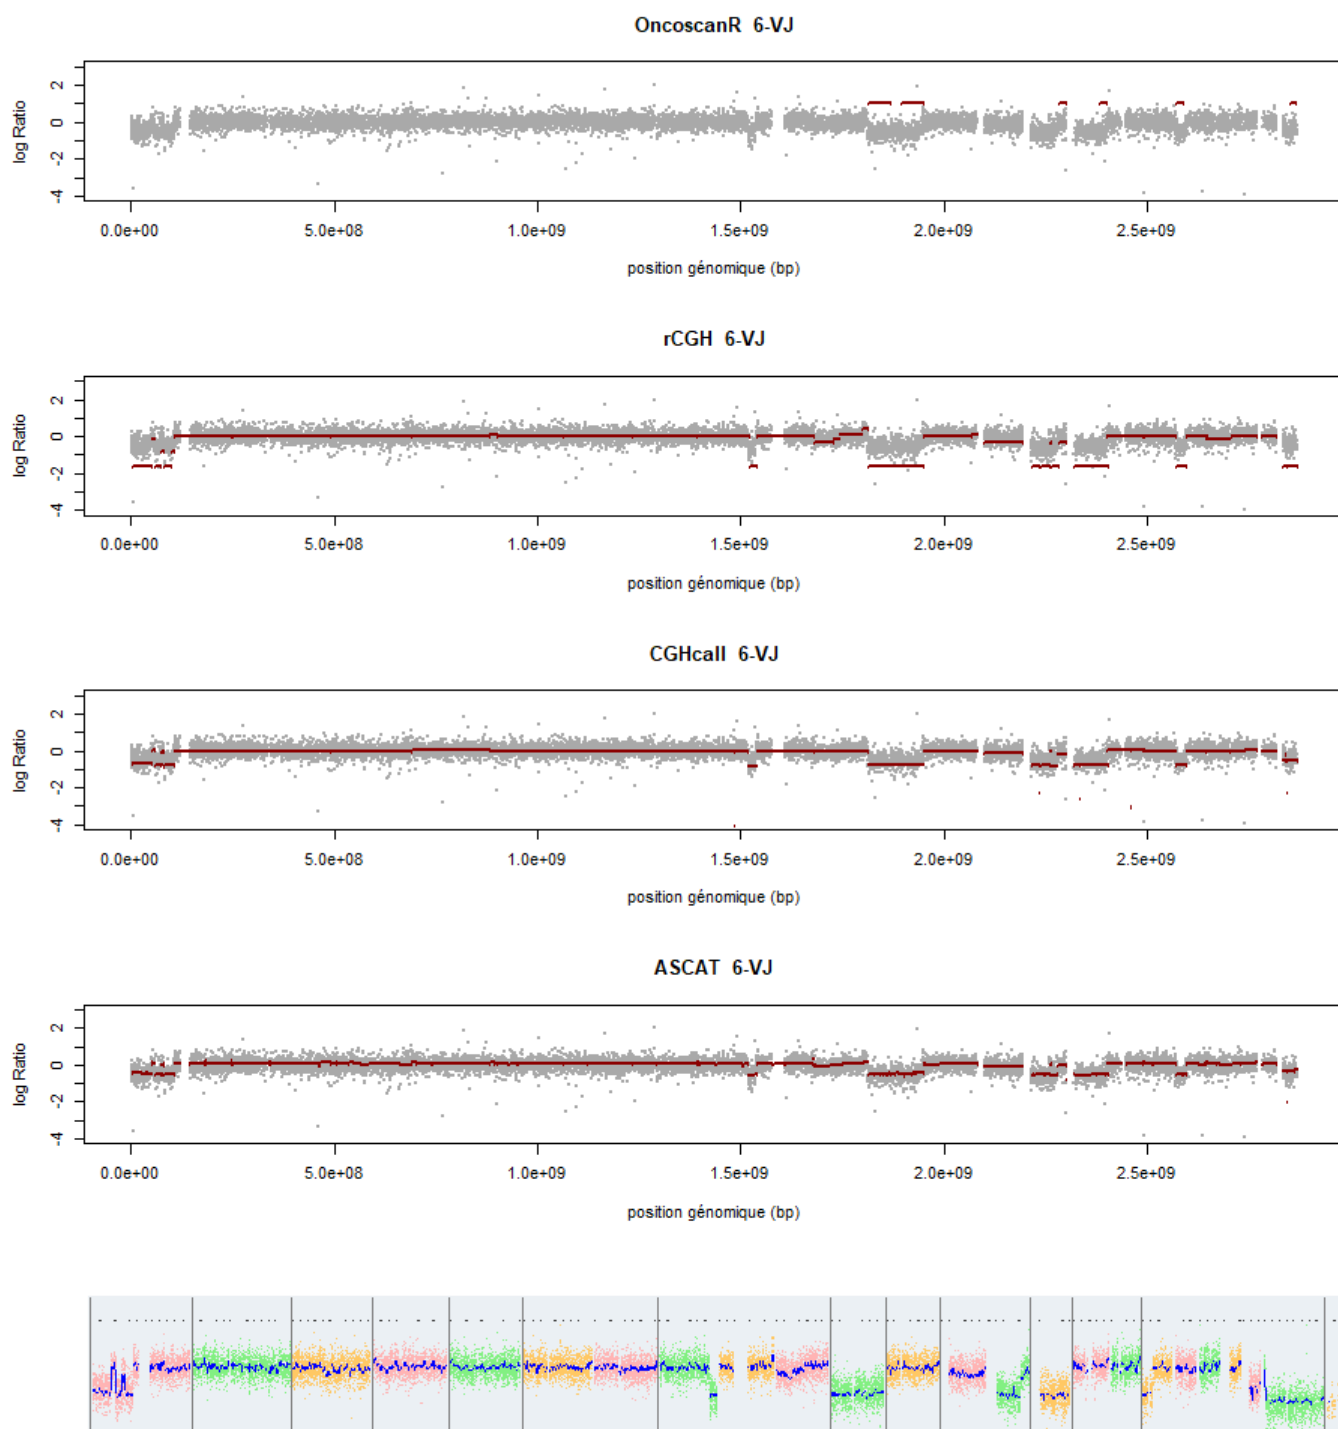 OncoscanR 6-VJ
log Ratio
2
0
-2
-4
0.0e+00 5.0e+08 1.0e+09 1.5e+09 2.0e+09 2.5e+09
position génomique (bp)
rCGH 6-VJ
log Ratio
2
0
-2
-4
0.0e+00 5.0e+08 1.0e+09 1.5e+09 2.0e+09 2.5e+09
position génomique (bp)
CGHcall 6-VJ
log Ratio
2
0
-2
-4
0.0e+00 5.0e+08 1.0e+09 1.5e+09 2.0e+09 2.5e+09
position génomique (bp)
ASCAT 6-VJ
log Ratio
2
0
-2
-4
0.0e+00 5.0e+08 1.0e+09 1.5e+09 2.0e+09 2.5e+09
position génomique (bp)